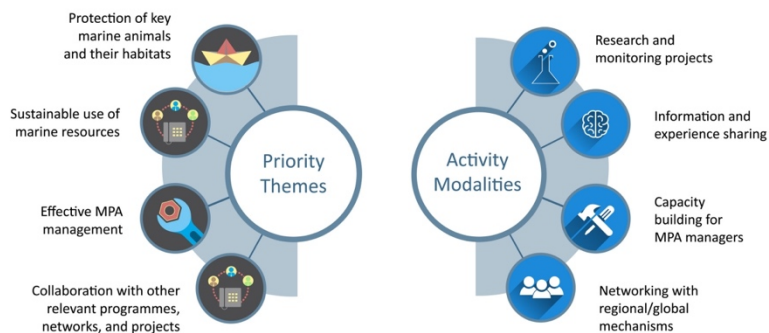 Protection of key
marine animals
and their habitats
Sustainable use of
marine resources
Effective MPA
management
Collaboration with other
relevant programmes,
networks, and projects
Priority
Themes
Activity
Modalities
Research and
monitoring projects
Information and
experience sharing
Capacity
building for
MPA managers
Networking with
regional/global
mechanisms